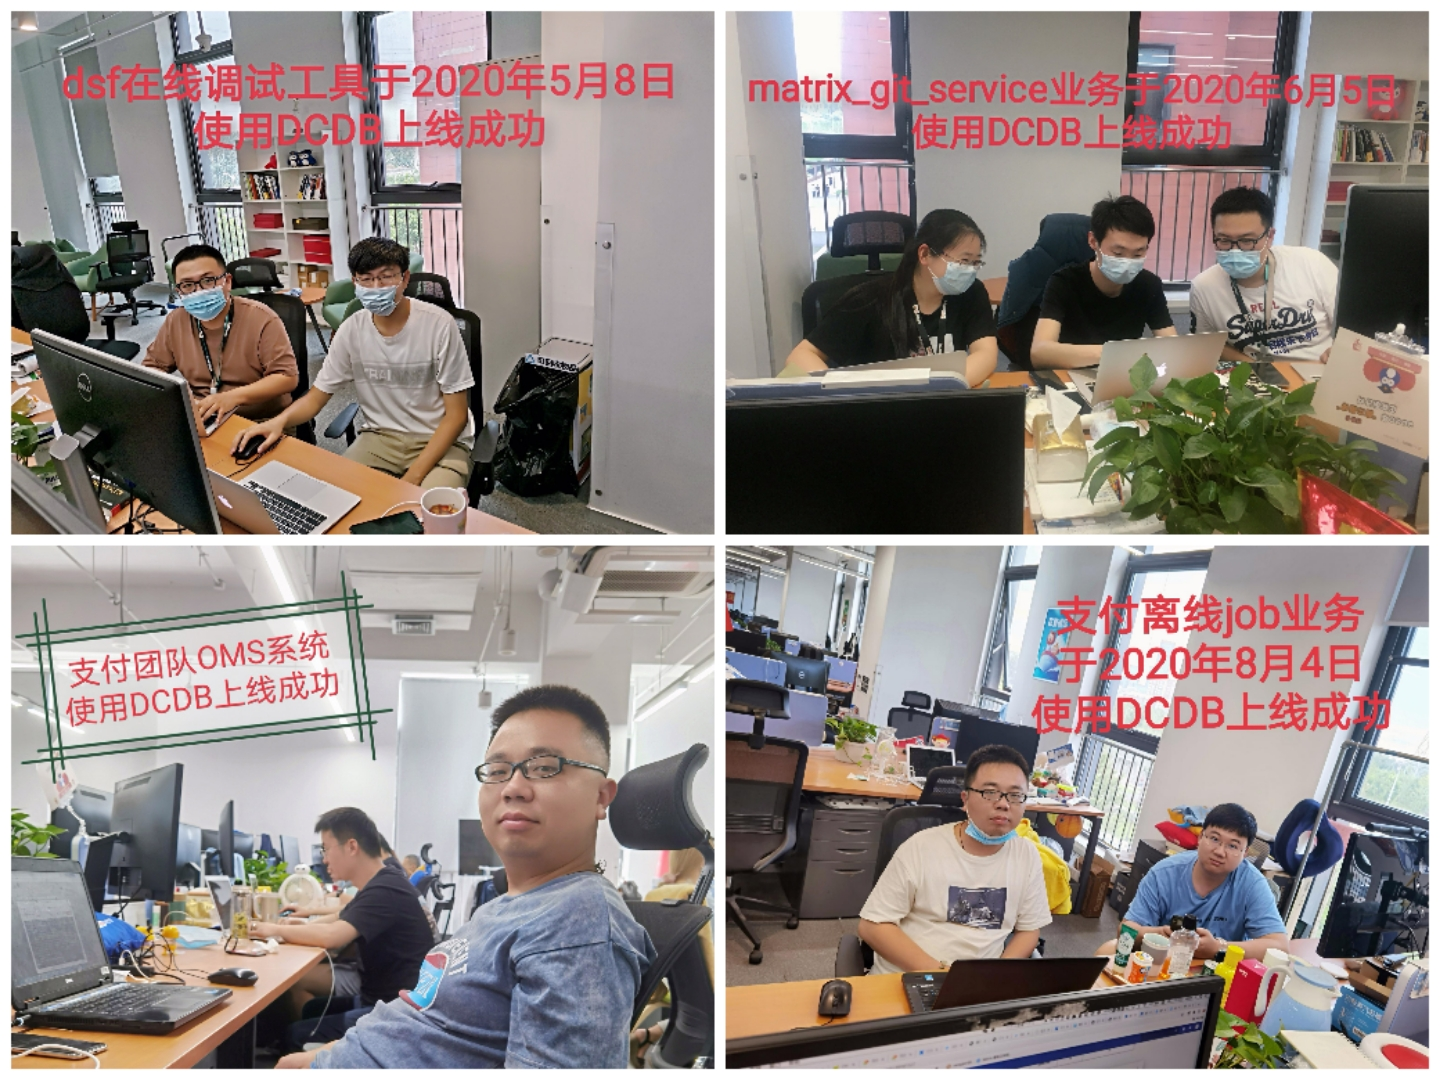 dsf在线调试工具于2020年5月8日
使用DCDB上线成功
matrix_git_service业务于2020年6月5日
使用DCDB上线成功
DELL
SuperDry
支付团队OMS系统
使用DCDB上线成功
支付离线job业务
于2020年8月4日
使用DCDB上线成功